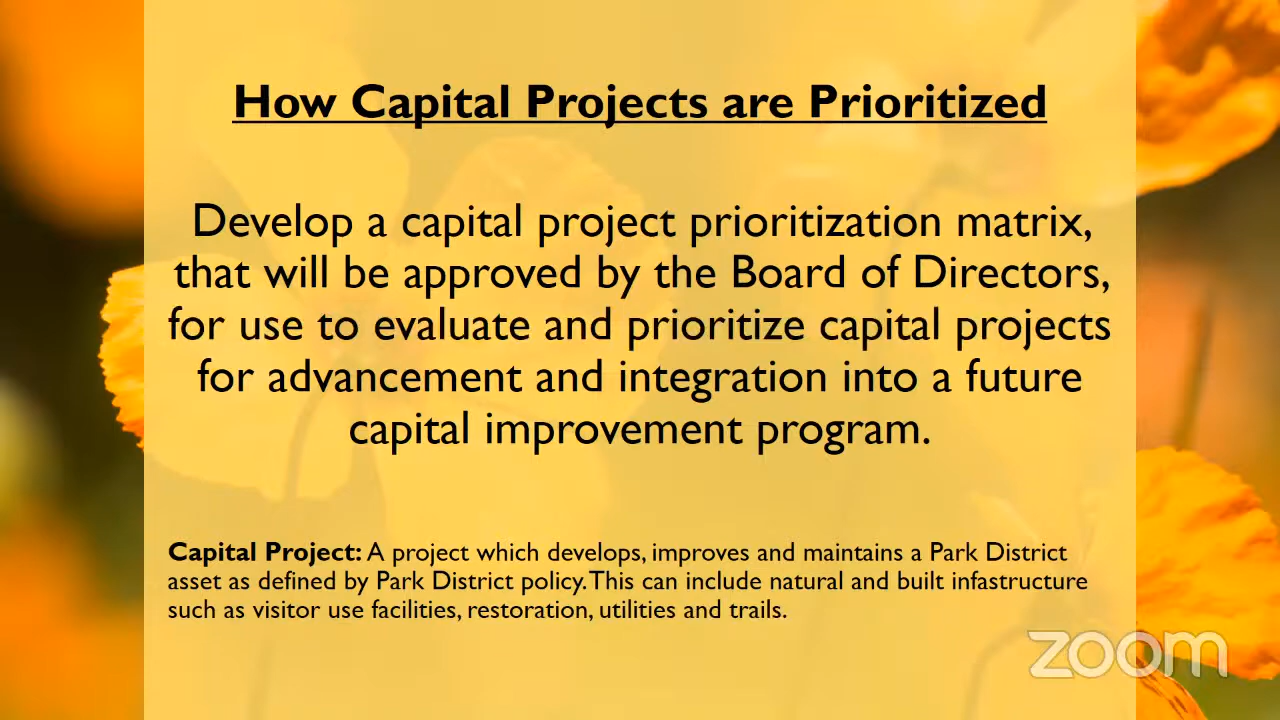 How Capital Projects are Prioritized
Develop a capital project prioritization matrix,
that will be approved by the Board of Directors,
for use to evaluate and prioritize capital projects
for advancement and integration into a future
capital improvement program.
Capital Project: A project which develops, improves and maintains a Park District
asset as defined by Park District policy. This can include natural and built infastructure
such as visitor use facilities, restoration, utilities and trails.
zoom